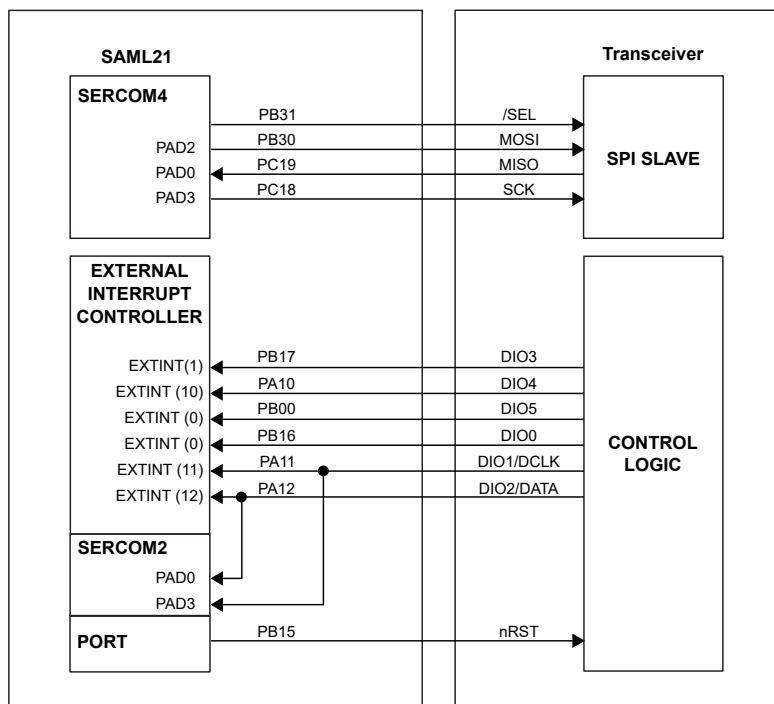 SAML21
Transceiver
SERCOM4
PB31 /SEL
PAD2 PB30 MOSI
PAD0 PC19 MISO
PAD3 PC18 SCK
SPI SLAVE
EXTERNAL
INTERRUPT
CONTROLLER
EXTINT(1) PB17 DIO3
EXTINT (10) PA10 DIO4
EXTINT (0) PB00 DIO5
EXTINT (0) PB16 DIO0
EXTINT (11) PA11 DIO1/DCLK
EXTINT (12) PA12 DIO2/DATA
CONTROL
LOGIC
SERCOM2
PAD0
PAD3
PORT PB15 nRST